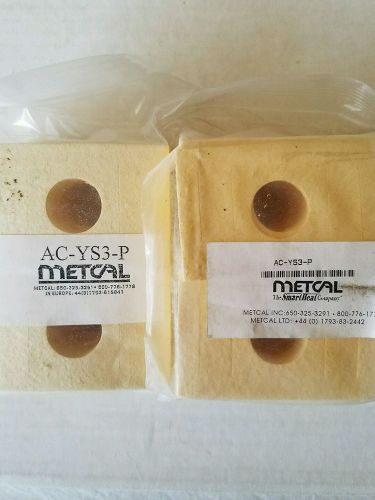 AC-YS3-P
METCAL
METCAL: 650-325-3291 • 800-776-1778
IN EUROPE: 44(0)1793-615041
AC-YS3-P
METCAL
The SmartHeat Company
METCAL INC: 650-325-3291 • 800-776-17
METCAL LTD: +44 (0) 1793-83-2442